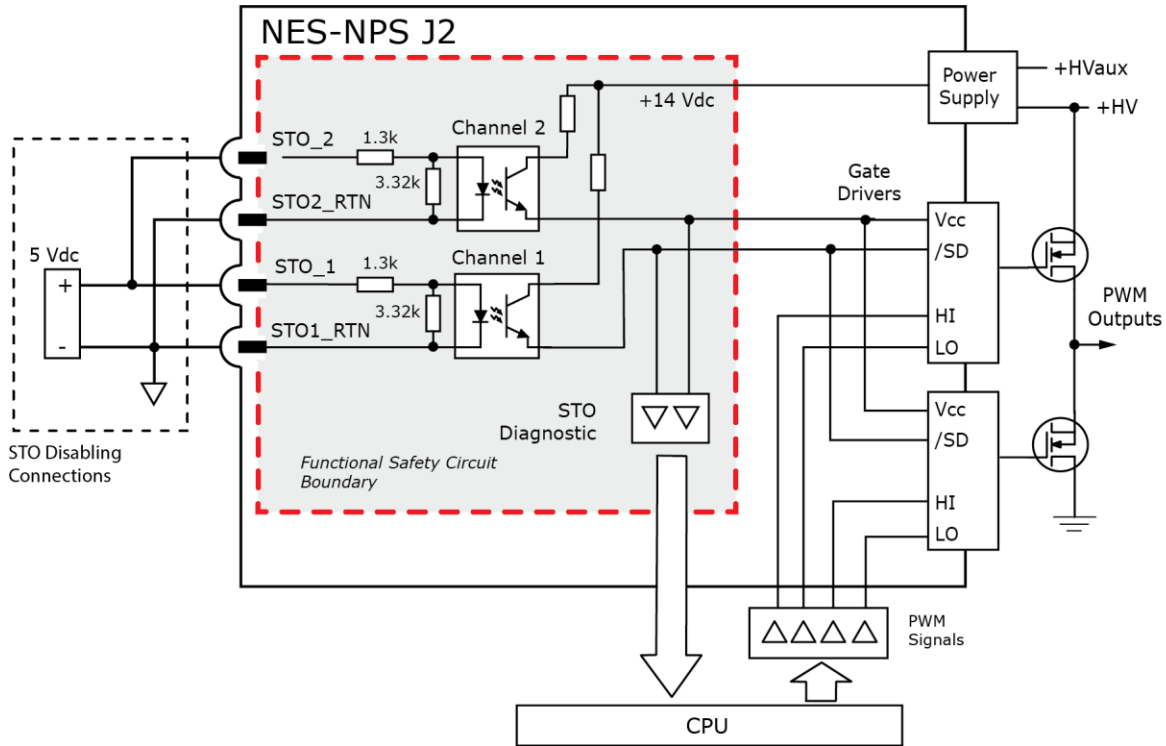 NES-NPS J2
Power
Supply
+HVaux
+HV
+14 Vdc
STO_2
1.3k
Channel 2
3.32k
STO2_RTN
Gate
Drivers
Vcc
/SD
HI
LO
5 Vdc
+
-
STO_1
1.3k
Channel 1
3.32k
STO1_RTN
PWM
Outputs
STO
Diagnostic
Vcc
/SD
HI
LO
STO Disabling
Connections
Functional Safety Circuit
Boundary
PWM
Signals
CPU